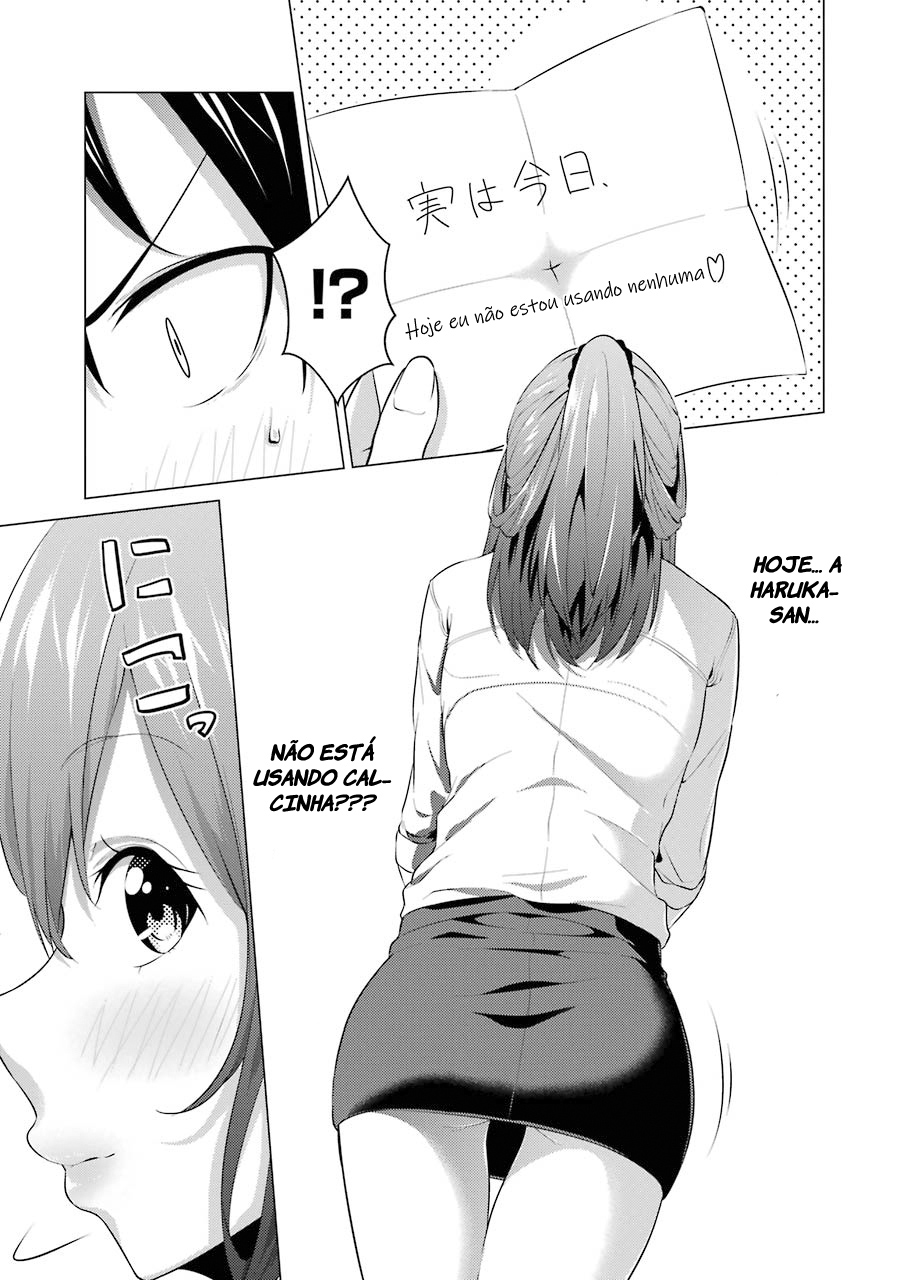 実は今日、
Hoje eu não estou usando nenhuma♡
!?
HOJE... A
HARUKA-
SAN...
NÃO ESTÁ
USANDO CAL-
CINHA???
にこっ